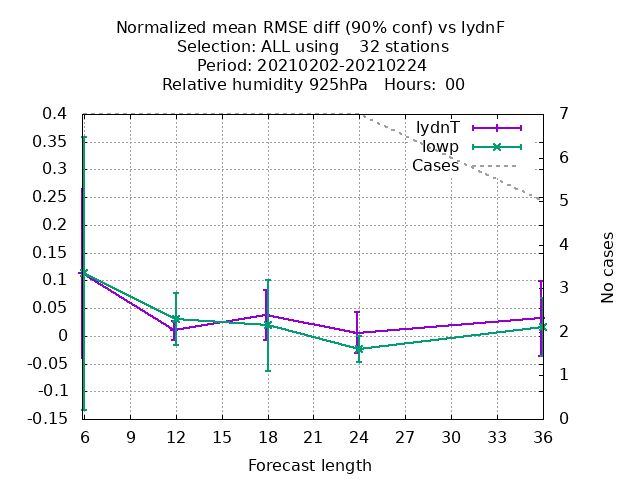 Normalized mean RMSE diff (90% conf) vs lydnF
Selection: ALL using 32 stations
Period: 20210202-20210224
Relative humidity 925hPa Hours: 00
lydnT
lowp
Cases
0.4
0.35
0.3
0.25
0.2
0.15
0.1
0.05
0
-0.05
-0.1
-0.15
7
6
5
4
3
2
1
0
No cases
6 9 12 15 18 21 24 27 30 33 36
Forecast length